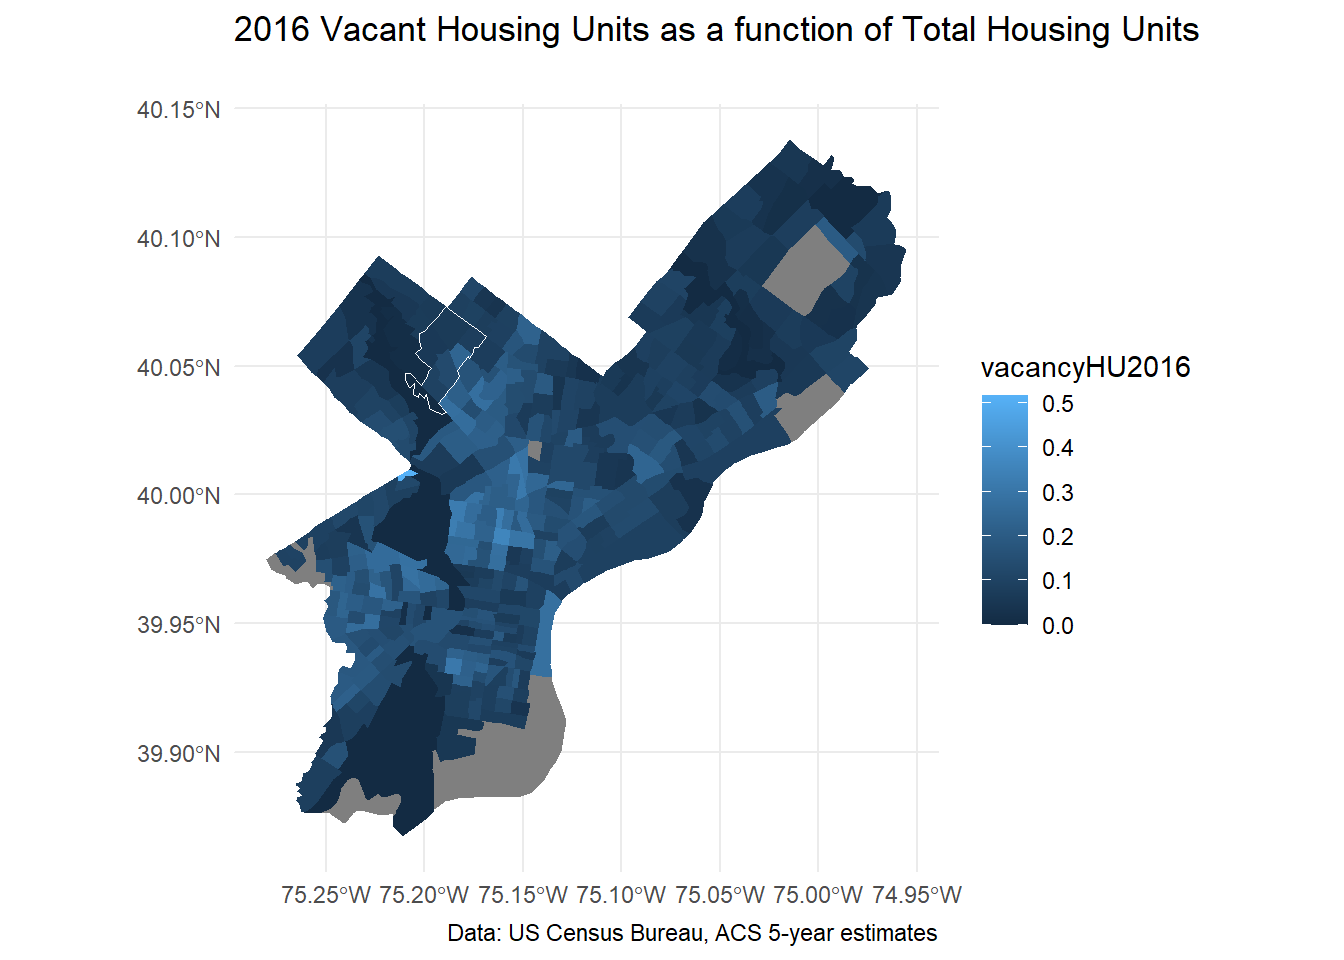 2016 Vacant Housing Units as a function of Total Housing Units
40.15°N
40.10°N
40.05°N
40.00°N
39.95°N
39.90°N
75.25°W 75.20°W 75.15°W 75.10°W 75.05°W 75.00°W 74.95°W
vacancyHU2016
0.5
0.4
0.3
0.2
0.1
0.0
Data: US Census Bureau, ACS 5-year estimates